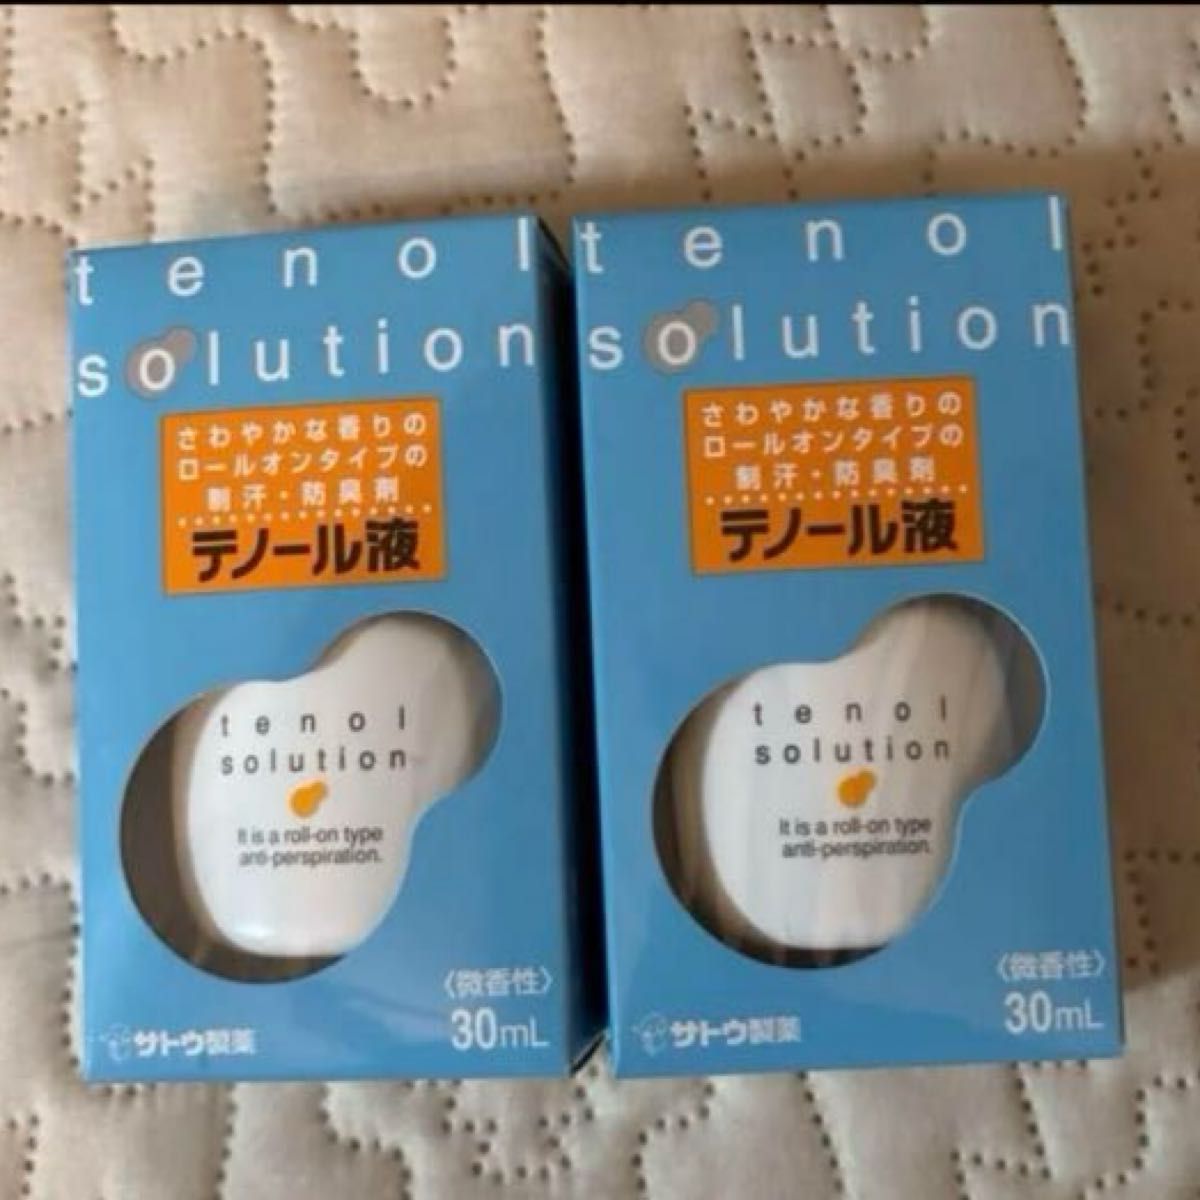 tenol
solution
さわやかな香りの
ロールオンタイプの
制汗・防臭剤
テノール液
tenol
solution
It is a roll-on type
anti-perspiration.
〈微香性〉
30mL
サトウ製薬
tenol
solution
さわやかな香りの
ロールオンタイプの
制汗・防臭剤
テノール液
tenol
solution
It is a roll-on type
anti-perspiration.
〈微香性〉
30mL
サトウ製薬